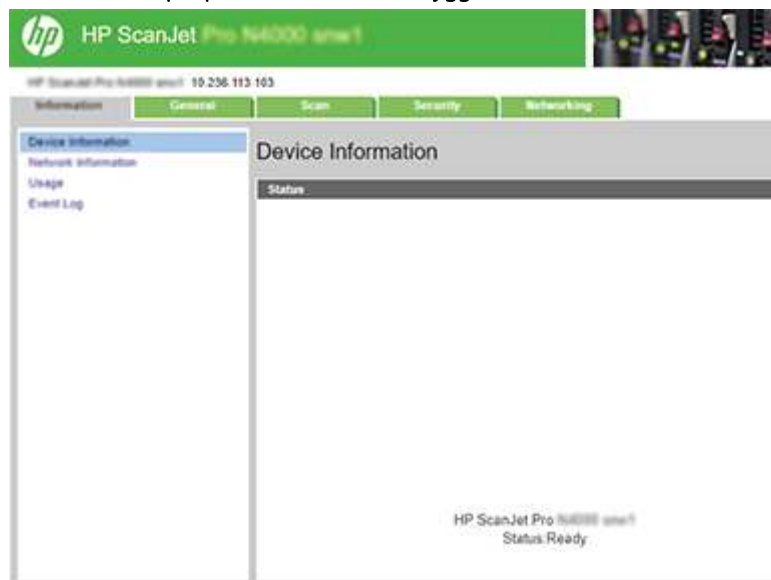 hp HP ScanJet Pro N4000 snw1
HP ScanJet Pro N4000 snw1 10.236.113.103
Information General Scan Security Networking
Device Information
Network Information
Usage
Event Log
Device Information
Status
HP ScanJet Pro N4000 snw1
Status:Ready